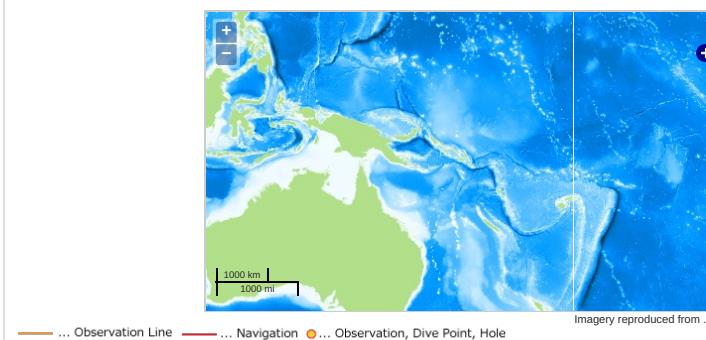 +
−
1000 km
1000 mi
Imagery reproduced from .
... Observation Line ... Navigation ... Observation, Dive Point, Hole